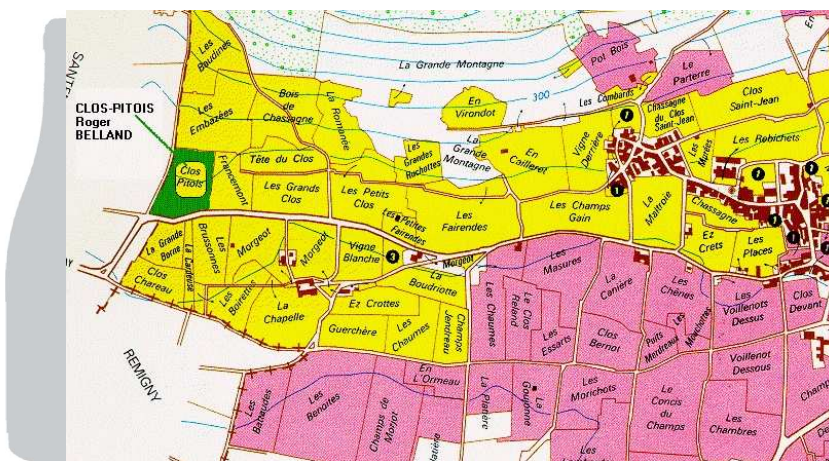 SANTE
CLOS-PITOIS
Roger
BELLAND
Les
Baudines
Les
Embazées
Bois
de
Chassagne
La Romanée
La Grande Montagne
300
Pot Bois
Le
Parterre
En
En
Virondot
Les Combards
Chassagne
du Clos
Saint-Jean
Clos
Saint-Jean
Clos
Pitois
Francemont
Tête du Clos
Les
Grandes
Ruchottes
La
Grande
Montagne
En
Cailleret
Vigne
Derrière
Les
Murées
Les Rebichets
Les Grands
Clos
Les Petits
Clos
Les Petites
Fairendes
Les
Fairendes
Les Champs
Gain
La
Maltroie
Chassagne
Ez
Crets
Les
Places
La Grande
Borne
La Cardeuse
Les
Brussonnes
Morgeot
Morgeot
Vigne
Blanche
Morgeot
Clos
Chareau
Les
Boirettes
La
Chapelle
La
Boudriotte
Ez Crottes
Guerchère
Les
Chaumes
Champs
Jendreau
Les Chaumes
Le Clos
Reland
Les
Masures
Les
Essarts
La
Canière
Clos
Bernot
Les
Chênes
Puits
Merdreaux
Les
Morichottes
Les
Voillenots
Dessus
Clos
Devant
Voillenot
Dessous
REMIGNY
Les
Battaudes
Les
Benoites
Champs de
Morjot
En
L'Ormeau
La Platière
La
Goujonne
Les
Morichots
Le
Concis
du
Champs
Les
Chambres
Champ